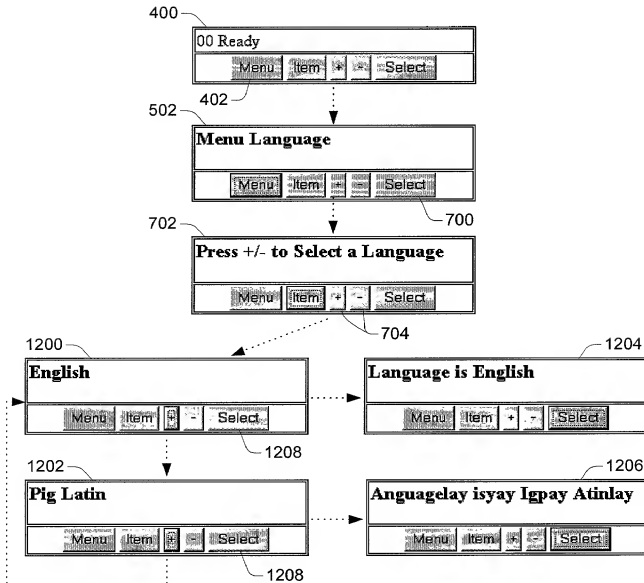 400
00 Ready
Menu Item + - Select
402
502
Menu Language
Menu Item + - Select
700
702
Press +/- to Select a Language
Menu Item + - Select
704
1200
English
Menu Item + - Select
1208
1204
Language is English
Menu Item + - Select
1202
Pig Latin
Menu Item + - Select
1208
1206
Anguagelay isyay Igpay Atinlay
Menu Item + - Select